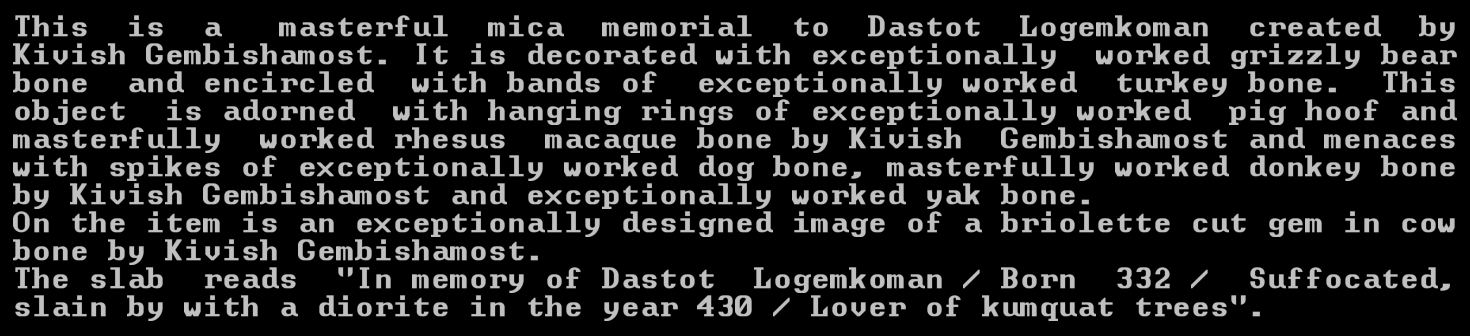 This is a masterful mica memorial to Dastot Logemkoman created by
Kivish Gembishamost. It is decorated with exceptionally worked grizzly bear
bone and encircled with bands of exceptionally worked turkey bone. This
object is adorned with hanging rings of exceptionally worked pig hoof and
masterfully worked rhesus macaque bone by Kivish Gembishamost and menaces
with spikes of exceptionally worked dog bone, masterfully worked donkey bone
by Kivish Gembishamost and exceptionally worked yak bone.
On the item is an exceptionally designed image of a briolette cut gem in cow
bone by Kivish Gembishamost.
The slab reads "In memory of Dastot Logemkoman / Born 332 / Suffocated,
slain by with a diorite in the year 430 / Lover of kumquat trees".